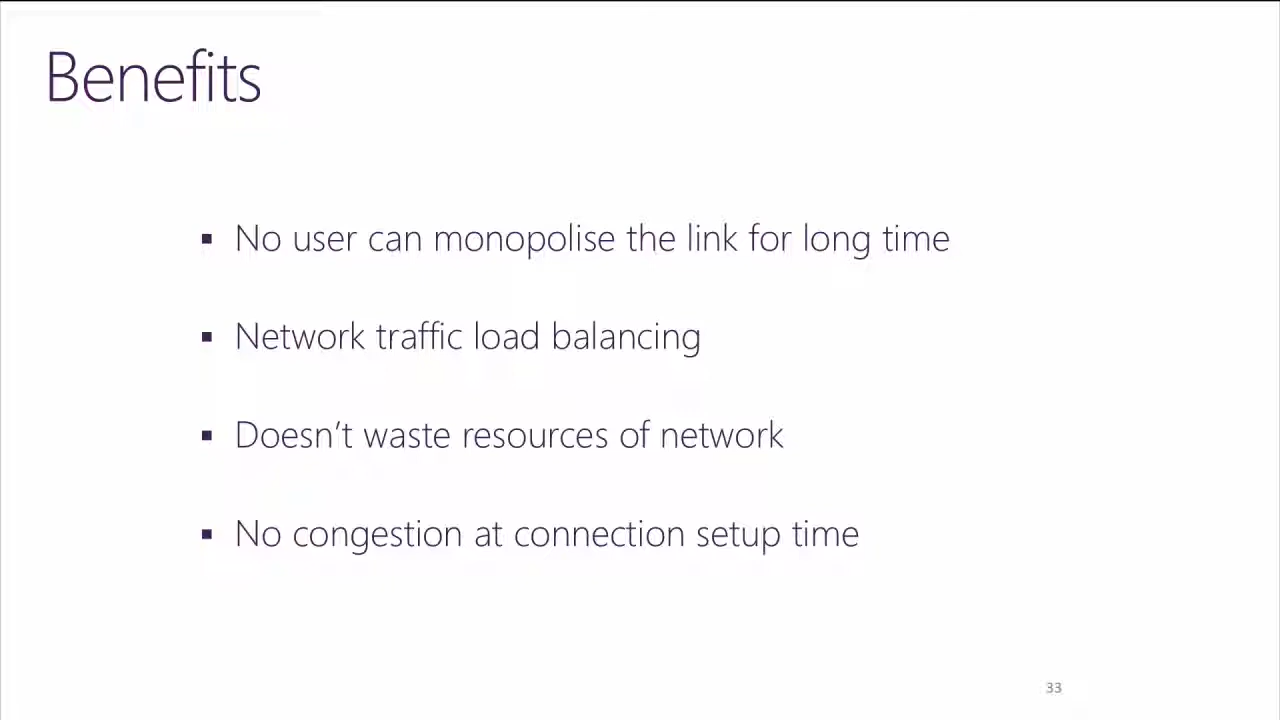 Benefits
▪ No user can monopolise the link for long time
▪ Network traffic load balancing
▪ Doesn’t waste resources of network
▪ No congestion at connection setup time
33